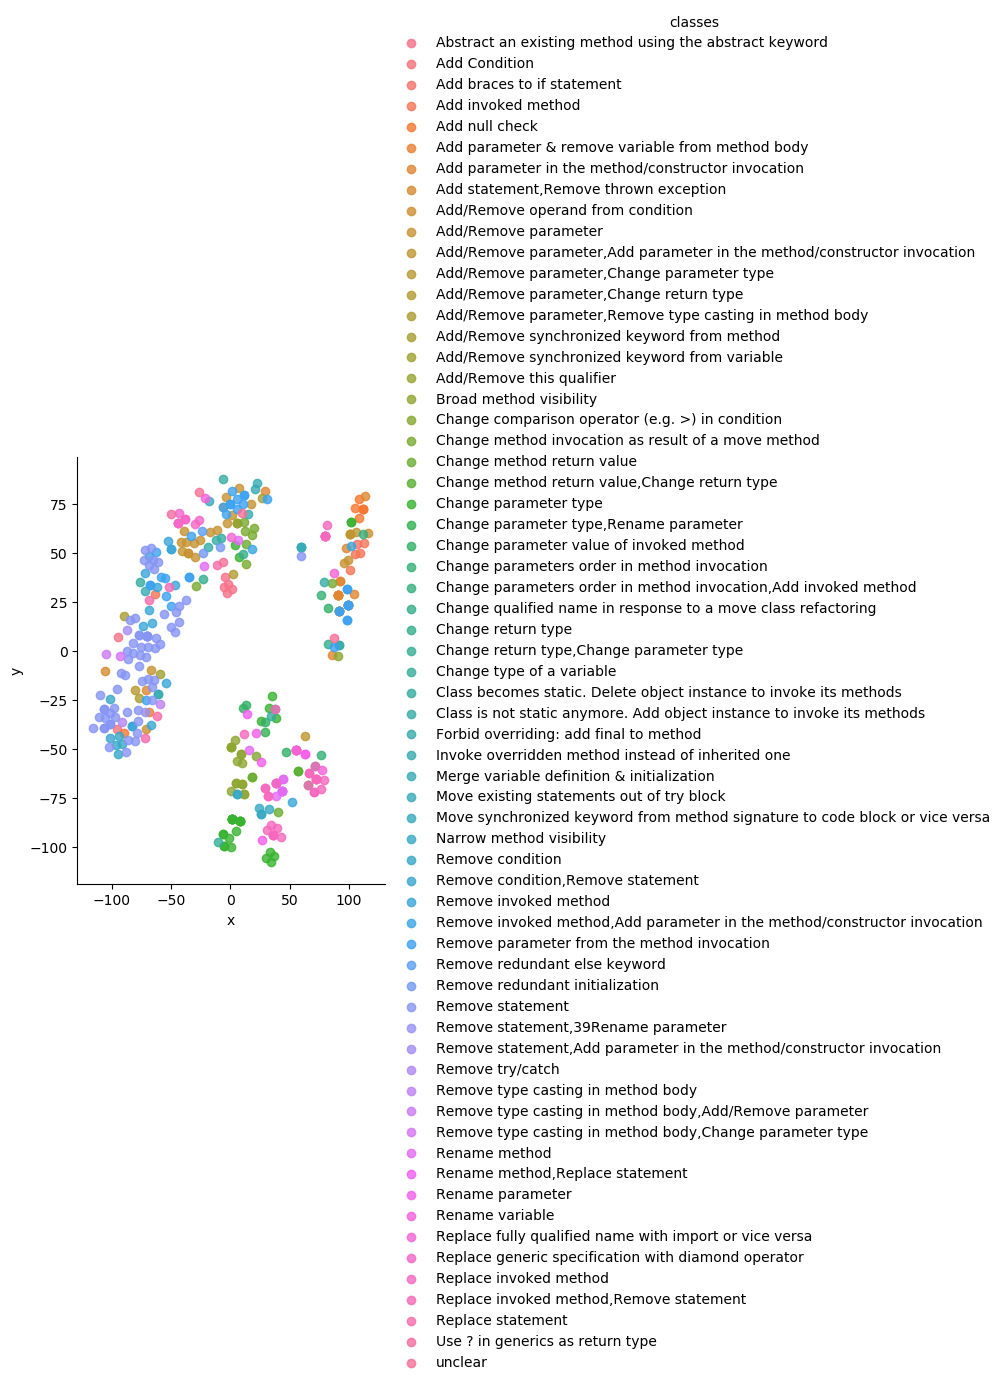 classes
Abstract an existing method using the abstract keyword
Add Condition
Add braces to if statement
Add invoked method
Add null check
Add parameter & remove variable from method body
Add parameter in the method/constructor invocation
Add statement,Remove thrown exception
Add/Remove operand from condition
Add/Remove parameter
Add/Remove parameter,Add parameter in the method/constructor invocation
Add/Remove parameter,Change parameter type
Add/Remove parameter,Change return type
Add/Remove parameter,Remove type casting in method body
Add/Remove synchronized keyword from method
Add/Remove synchronized keyword from variable
Add/Remove this qualifier
Broad method visibility
Change comparison operator (e.g. >) in condition
Change method invocation as result of a move method
Change method return value
Change method return value,Change return type
Change parameter type
Change parameter type,Rename parameter
Change parameter value of invoked method
Change parameters order in method invocation
Change parameters order in method invocation,Add invoked method
Change qualified name in response to a move class refactoring
Change return type
Change return type,Change parameter type
Change type of a variable
Class becomes static. Delete object instance to invoke its methods
Class is not static anymore. Add object instance to invoke its methods
Forbid overriding: add final to method
Invoke overridden method instead of inherited one
Merge variable definition & initialization
Move existing statements out of try block
Move synchronized keyword from method signature to code block or vice versa
Narrow method visibility
Remove condition
Remove condition,Remove statement
Remove invoked method
Remove invoked method,Add parameter in the method/constructor invocation
Remove parameter from the method invocation
Remove redundant else keyword
Remove redundant initialization
Remove statement
Remove statement,39Rename parameter
Remove statement,Add parameter in the method/constructor invocation
Remove try/catch
Remove type casting in method body
Remove type casting in method body,Add/Remove parameter
Remove type casting in method body,Change parameter type
Rename method
Rename method,Replace statement
Rename parameter
Rename variable
Replace fully qualified name with import or vice versa
Replace generic specification with diamond operator
Replace invoked method
Replace invoked method,Remove statement
Replace statement
Use ? in generics as return type
unclear
75
50
25
0
−25
−50
−75
−100
y
−100 −50 0 50 100
x